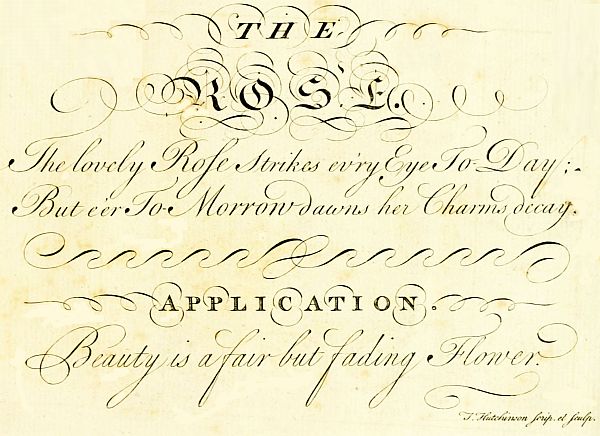 THE
ROSE.
The lovely Roſe Strikes ev'ry Eye To-Day;
But e'er To-Morrow dawns her Charms decay.
APPLICATION.
Beauty is a fair but fading Flower.
T. Hutchinson ſcrip. et ſculp.